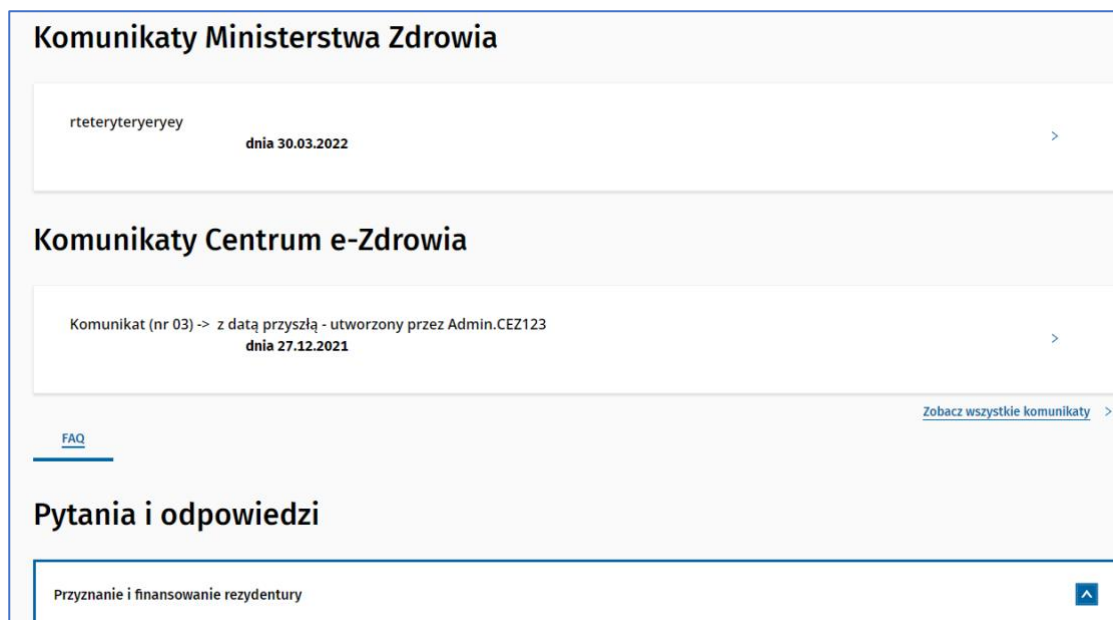 Komunikaty Ministerstwa Zdrowia
rteteryteryeryey
dnia 30.03.2022
Komunikaty Centrum e-Zdrowia
Komunikat (nr 03) -> z datą przyszłą - utworzony przez Admin.CEZ123
dnia 27.12.2021
Zobacz wszystkie komunikaty
FAQ
Pytania i odpowiedzi
Przyznanie i finansowanie rezydentury